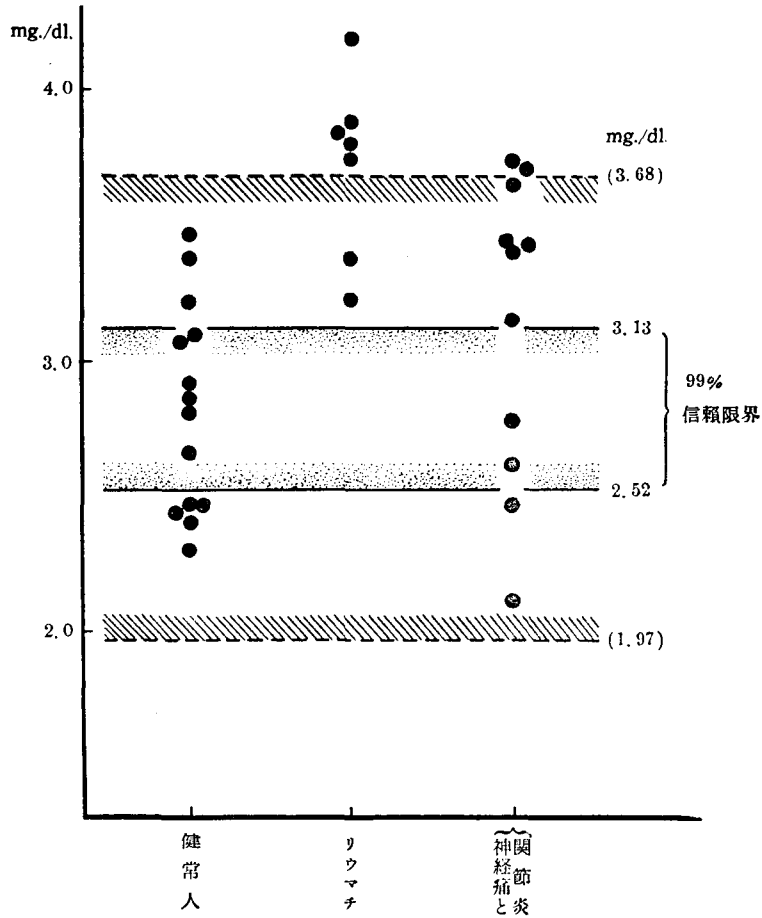 mg./dl.
4.0
3.0
2.0
mg./dl.
(3.68)
3.13
2.52
(1.97)
99%
信頼限界
健常人
リウマチ
関節炎
神経痛と